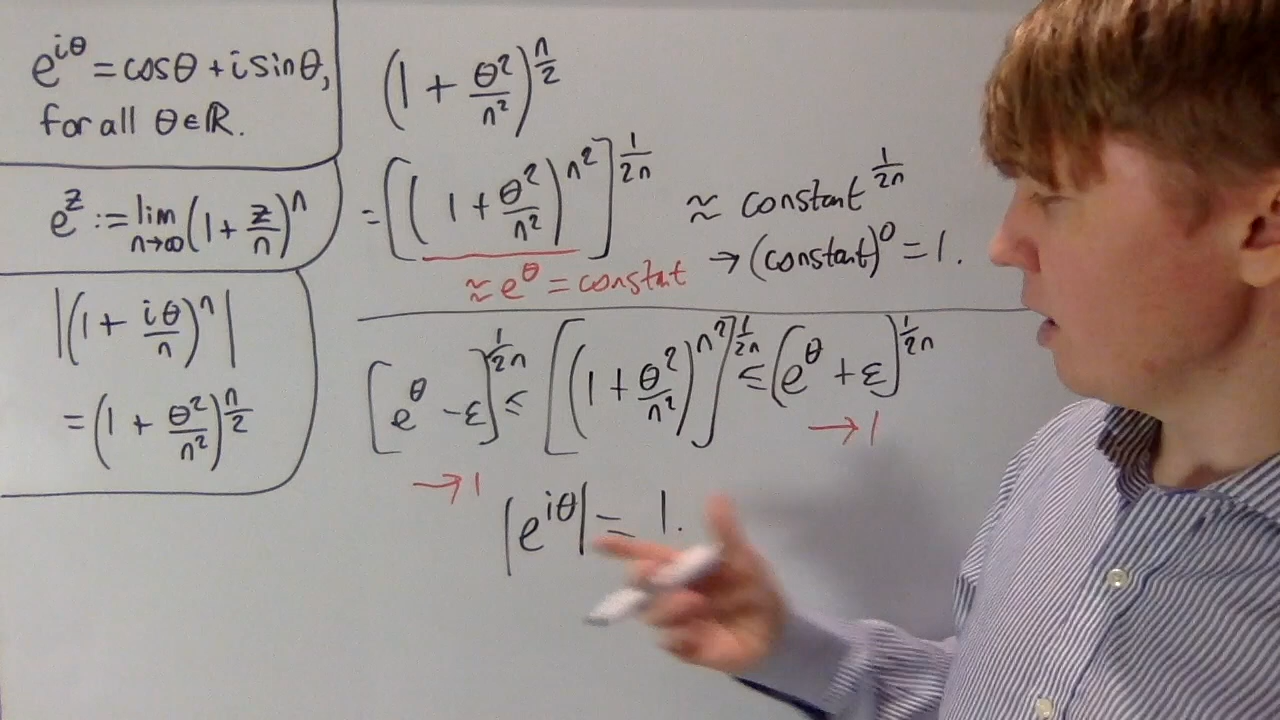 e^{iθ} = cosθ + i sinθ,
for all θ∈ℝ.
e^z := lim_{n→∞} (1 + z/n)^n
|(1 + iθ/n)^n|
= (1 + θ²/n²)^{n/2}
(1 + θ²/n²)^{n/2}
= [(1 + θ²/n²)^{n²}]^{1/2n} ≈ constant^{1/2n}
≈ e^θ = constant → (constant)^0 = 1.
[e^θ - ε]^{1/2n} ≤ [(1 + θ²/n²)^{n²}]^{1/2n} ≤ (e^θ + ε)^{1/2n}
→ 1 → 1
|e^{iθ}| = 1.